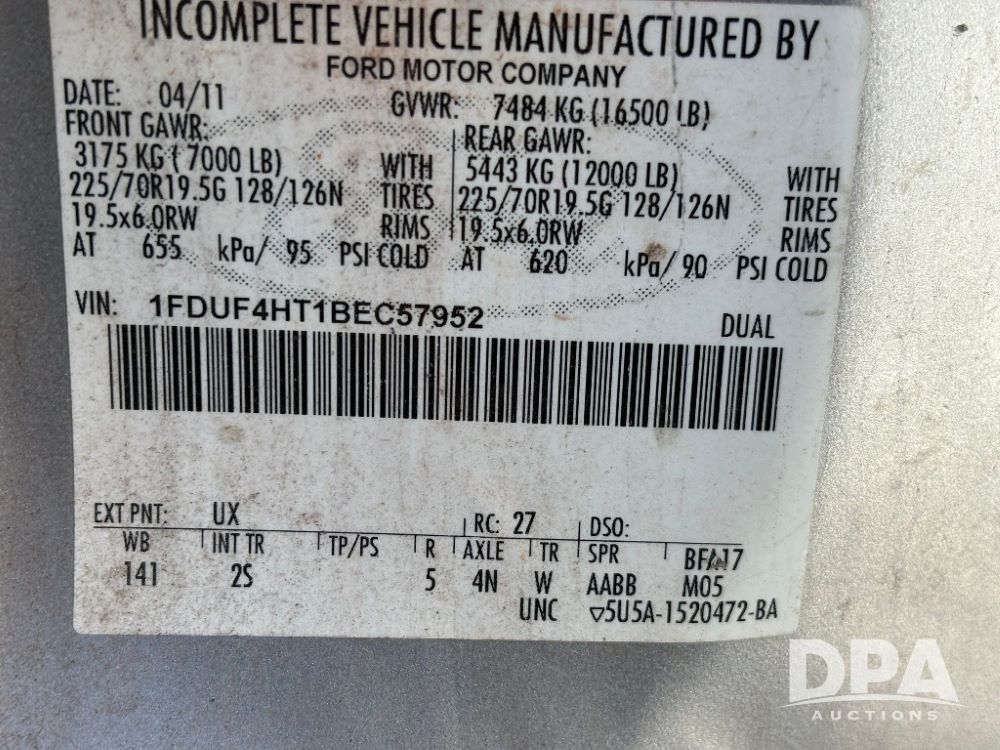 INCOMPLETE VEHICLE MANUFACTURED BY
FORD MOTOR COMPANY
DATE: 04/11 GVWR: 7484 KG (16500 LB)
FRONT GAWR: REAR GAWR:
3175 KG ( 7000 LB) WITH 5443 KG (12000 LB) WITH
225/70R19.5G 128/126N TIRES 225/70R19.5G 128/126N TIRES
19.5x6.0RW RIMS 19.5x6.0RW RIMS
AT 655 kPa/ 95 PSI COLD AT 620 kPa/ 90 PSI COLD
VIN: 1FDUF4HT1BEC57952 DUAL
EXT PNT: UX RC: 27 DSO:
WB INT TR TP/PS R AXLE TR SPR BFA17
141 2S 5 4N W AABB M05
UNC ▽5U5A-1520472-BA
DPA
AUCTIONS